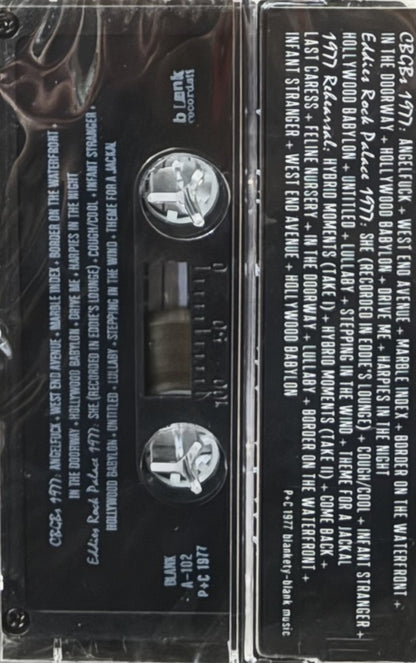 CBGBs 1977: ANGELFUCK + WEST END AVENUE + MARBLE INDEX + BORDER ON THE WATERFRONT +
IN THE DOORWAY + HOLLYWOOD BABYLON + DRIVE ME + HARPIES IN THE NIGHT
Eddies Rock Palace 1977: SHE (RECORDED IN EDDIE'S LOUNGE) + COUGH/COOL + INFANT STRANGER +
HOLLYWOOD BABYLON + UNTITLED + LULLABY + STEPPING IN THE WIND + THEME FOR A JACKAL
1977 Rehearsal: HYBRID MOMENTS (TAKE I) + HYBRID MOMENTS (TAKE II) + COME BACK +
LAST CARESS + FELINE NURSERY + IN THE DOORWAY + LULLABY + BORDER ON THE WATERFRONT +
INFANT STRANGER + WEST END AVENUE + HOLLYWOOD BABYLON
P+C 1977 blankety-blank music
blank
records
BLANK
A-102
P+C 1977
CBGBs 1977: ANGELFUCK + WEST END AVENUE + MARBLE INDEX + BORDER ON THE WATERFRONT +
IN THE DOORWAY + HOLLYWOOD BABYLON + DRIVE ME + HARPIES IN THE NIGHT
Eddies Rock Palace 1977: SHE (RECORDED IN EDDIE'S LOUNGE) + COUGH/COOL + INFANT STRANGER +
HOLLYWOOD BABYLON + UNTITLED + LULLABY + STEPPING IN THE WIND + THEME FOR A JACKAL